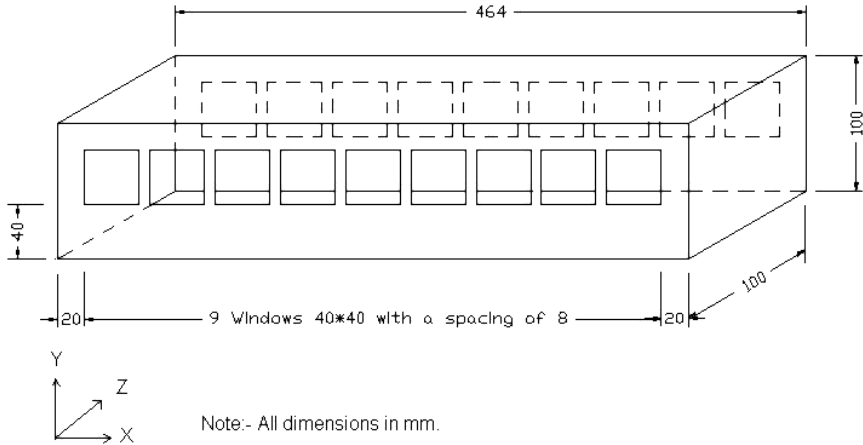 464
100
40
100
20
9 Windows 40*40 with a spacing of 8
20
Y
Z
X
Note:- All dimensions in mm.